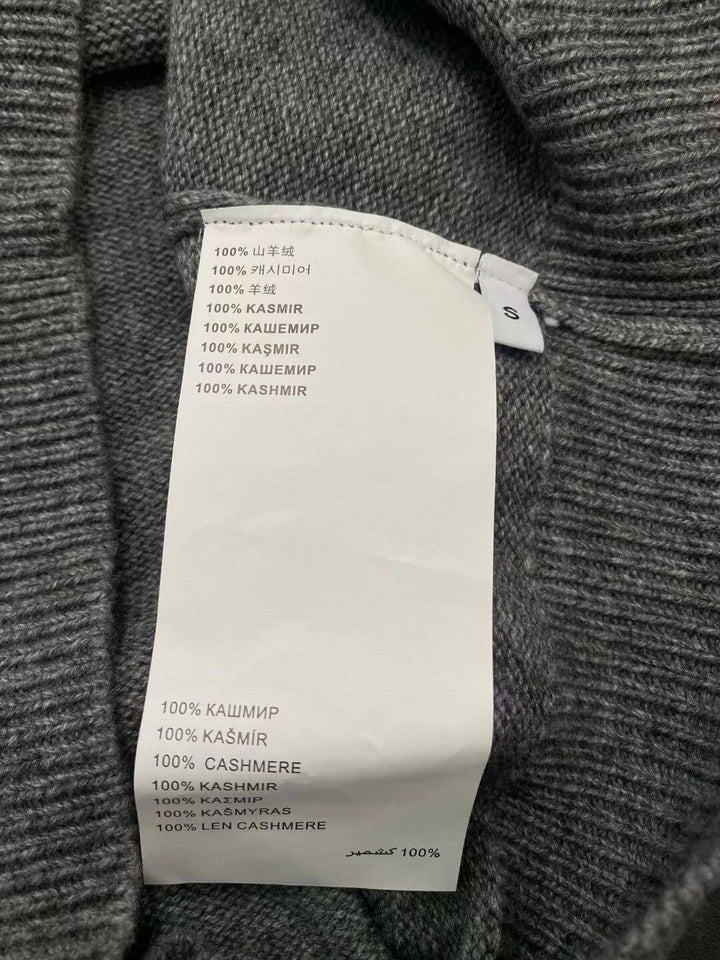 100% 山羊绒
100% 캐시미어
100% 羊绒
100% KASMIR
100% КАШЕМИР
100% KAŞMIR
100% КАШЕМИР
100% KASHMIR
S
100% КАШМИР
100% KAŠMÍR
100% CASHMERE
100% KASHMIR
100% ΚΑΣΜΙΡ
100% KAŠMYRAS
100% LEN CASHMERE
100% كشمير